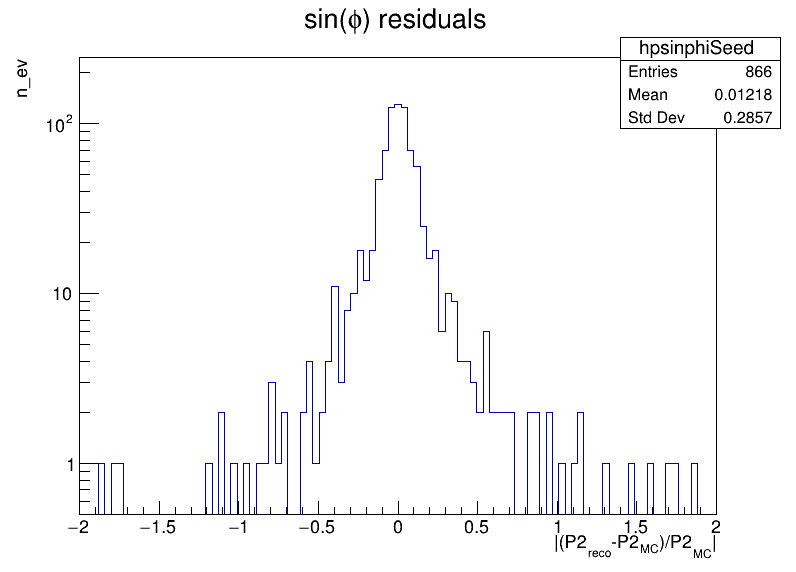 sin(ϕ) residuals
hpsinphiSeed
Entries 866
Mean 0.01218
Std Dev 0.2857
n_ev
10²
10
1
−2 −1.5 −1 −0.5 0 0.5 1 1.5 2
|(P2reco-P2MC)/P2MC|